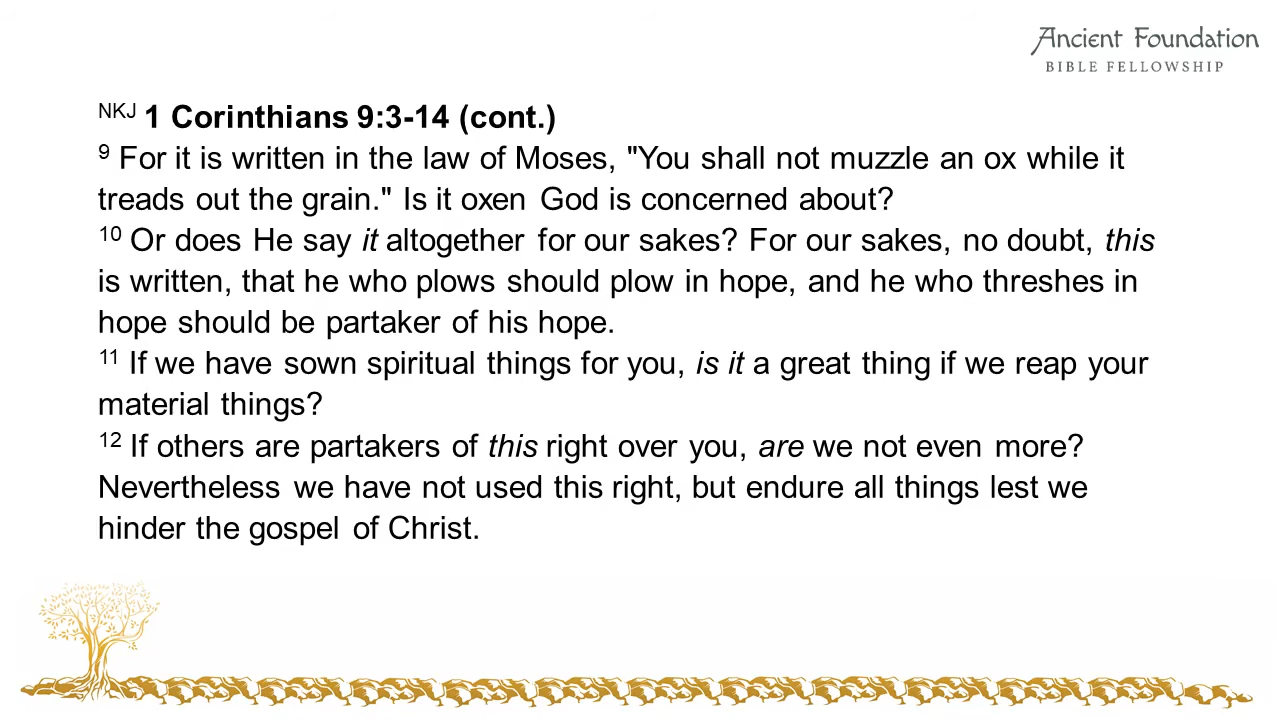 Ancient Foundation
BIBLE FELLOWSHIP
NKJ 1 Corinthians 9:3-14 (cont.)
9 For it is written in the law of Moses, "You shall not muzzle an ox while it
treads out the grain." Is it oxen God is concerned about?
10 Or does He say it altogether for our sakes? For our sakes, no doubt, this
is written, that he who plows should plow in hope, and he who threshes in
hope should be partaker of his hope.
11 If we have sown spiritual things for you, is it a great thing if we reap your
material things?
12 If others are partakers of this right over you, are we not even more?
Nevertheless we have not used this right, but endure all things lest we
hinder the gospel of Christ.